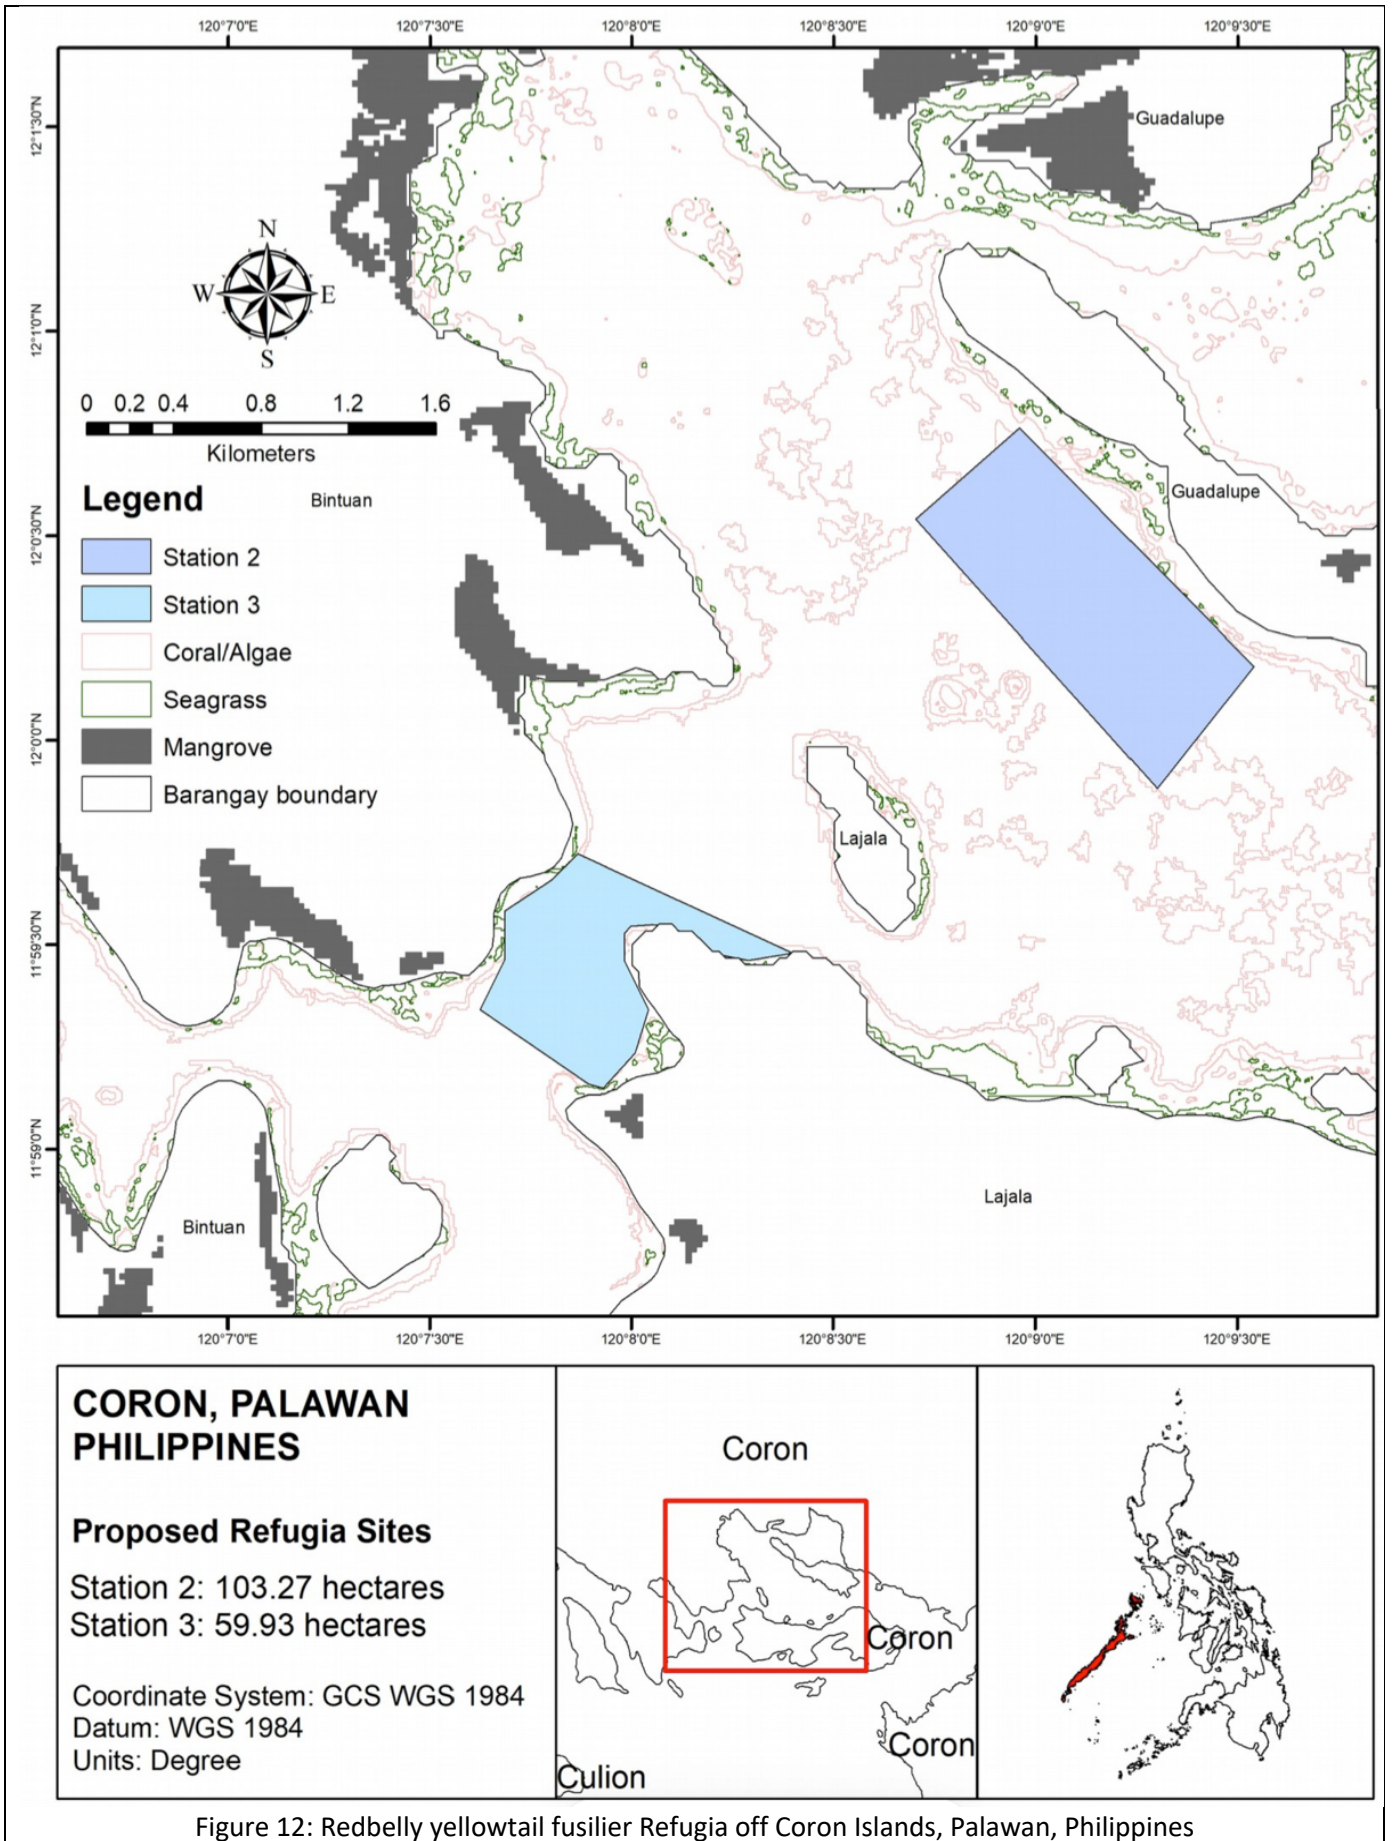 120°7'0"E 120°7'30"E 120°8'0"E 120°8'30"E 120°9'0"E 120°9'30"E
12°1'30"N
12°1'0"N
12°0'30"N
12°0'0"N
11°59'30"N
11°59'0"N
Guadalupe
N
W E
S
0 0.2 0.4 0.8 1.2 1.6
Kilometers
Legend
Bintuan
Guadalupe
Station 2
Station 3
Coral/Algae
Seagrass
Mangrove
Barangay boundary
Lajala
Lajala
Bintuan
120°7'0"E 120°7'30"E 120°8'0"E 120°8'30"E 120°9'0"E 120°9'30"E
CORON, PALAWAN
PHILIPPINES
Proposed Refugia Sites
Station 2: 103.27 hectares
Station 3: 59.93 hectares
Coordinate System: GCS WGS 1984
Datum: WGS 1984
Units: Degree
Coron
Coron
Coron
Culion
Figure 12: Redbelly yellowtail fusilier Refugia off Coron Islands, Palawan, Philippines